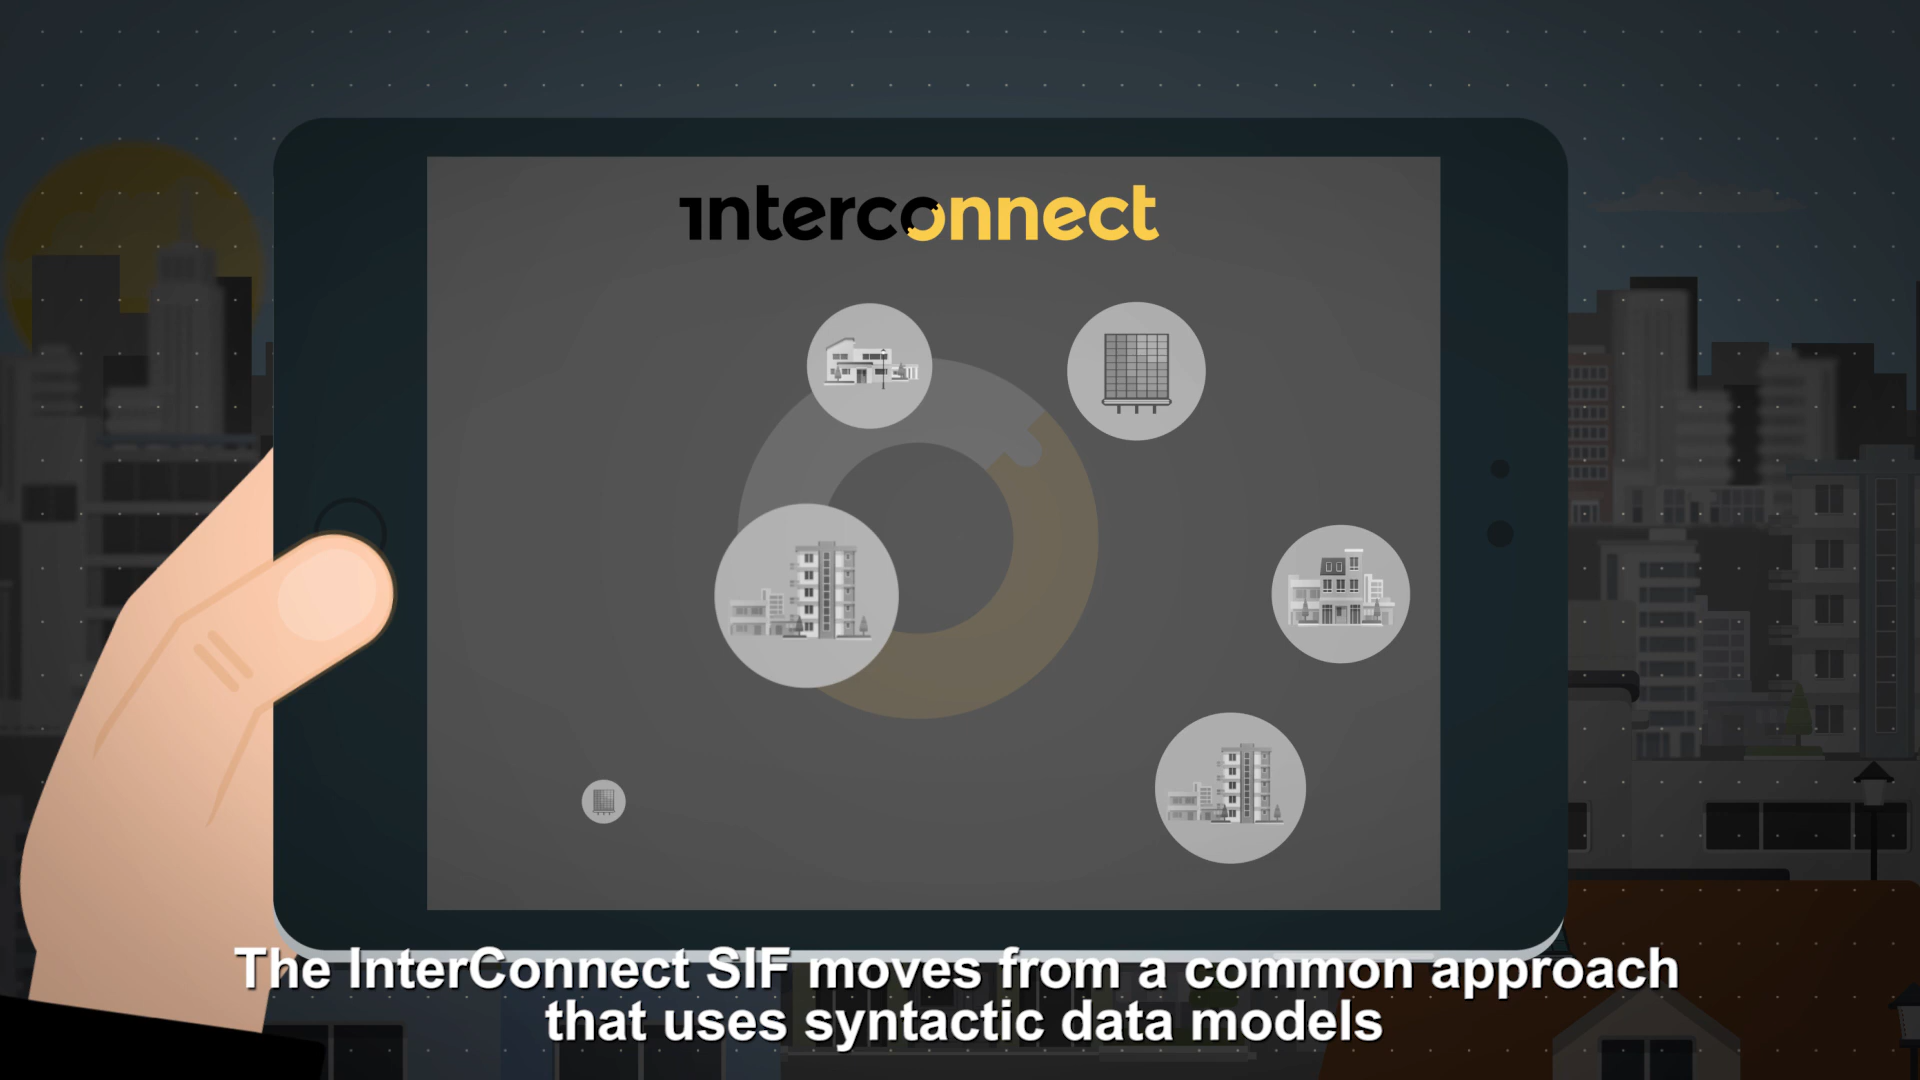 interconnect
The InterConnect SIF moves from a common approach
that uses syntactic data models